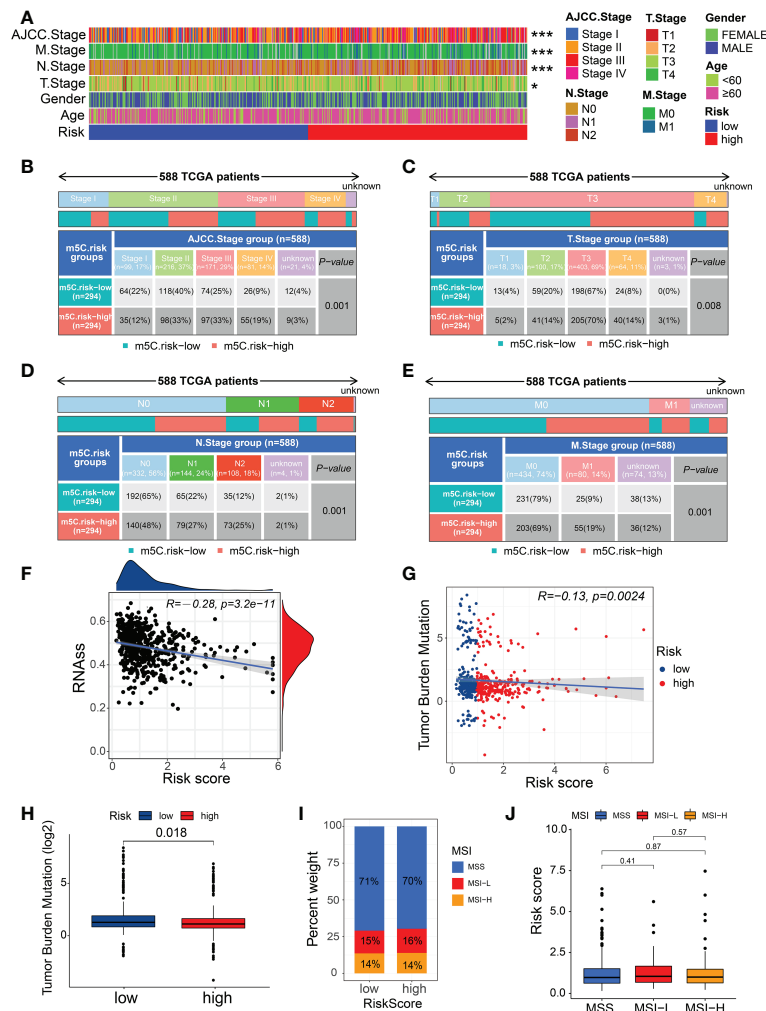 A
AJCC.Stage ***
M.Stage ***
N.Stage ***
T.Stage *
Gender
Age
Risk
AJCC.Stage
Stage I
Stage II
Stage III
Stage IV
N.Stage
N0
N1
N2
T.Stage
T1
T2
T3
T4
M.Stage
M0
M1
Gender
FEMALE
MALE
Age
<60
≥60
Risk
low
high
B
588 TCGA patients
unknown
Stage I Stage II Stage III Stage IV
m5C.risk groups
AJCC.Stage group (n=588)
Stage I Stage II Stage III Stage IV unknown P-value
(n=216, 37%) (n=171, 29%) (n=81, 14%) (n=21, 4%)
m5C.risk-low (n=294) 64(22%) 118(40%) 74(25%) 26(9%) 12(4%)
0.001
m5C.risk-high (n=294) 35(12%) 98(33%) 97(33%) 55(19%) 9(3%)
m5C.risk-low m5C.risk-high
C
588 TCGA patients
unknown
T1 T2 T3 T4
m5C.risk groups
T.Stage group (n=588)
T1 T2 T3 T4 unknown P-value
(n=18, 3%) (n=100, 17%) (n=403, 69%) (n=64, 11%) (n=3, 1%)
m5C.risk-low (n=294) 13(4%) 59(20%) 198(67%) 24(8%) 0(0%)
0.008
m5C.risk-high (n=294) 5(2%) 41(14%) 205(70%) 40(14%) 3(1%)
m5C.risk-low m5C.risk-high
D
588 TCGA patients
unknown
N0 N1 N2
m5C.risk groups
N.Stage group (n=588)
N0 N1 N2 unknown P-value
(n=332, 56%) (n=144, 24%) (n=108, 18%) (n=4, 1%)
m5C.risk-low (n=294) 192(65%) 65(22%) 35(12%) 2(1%)
0.001
m5C.risk-high (n=294) 140(48%) 79(27%) 73(25%) 2(1%)
m5C.risk-low m5C.risk-high
E
588 TCGA patients
M0 M1 unknown
m5C.risk groups
M.Stage group (n=588)
M0 M1 unknown P-value
(n=434, 74%) (n=80, 14%) (n=74, 13%)
m5C.risk-low (n=294) 231(79%) 25(9%) 38(13%)
0.001
m5C.risk-high (n=294) 203(69%) 55(19%) 36(12%)
m5C.risk-low m5C.risk-high
F
R=−0.28, p=3.2e−11
RNAss
0.6
0.4
0.2
0.0
0 2 4 6
Risk score
G
R=−0.13, p=0.0024
Tumor Burden Mutation
5
0
0 2 4 6
Risk score
Risk
low
high
H
Risk low high
0.018
Tumor Burden Mutation (log2)
5
0
low high
I
Percent weight
100
75
50
25
0
71% 70%
15% 16%
14% 14%
low high
RiskScore
MSI
MSS
MSI-L
MSI-H
J
MSI MSS MSI-L MSI-H
Risk score
10.0
7.5
5.0
2.5
0.0
0.57
0.87
0.41
MSS MSI-L MSI-H